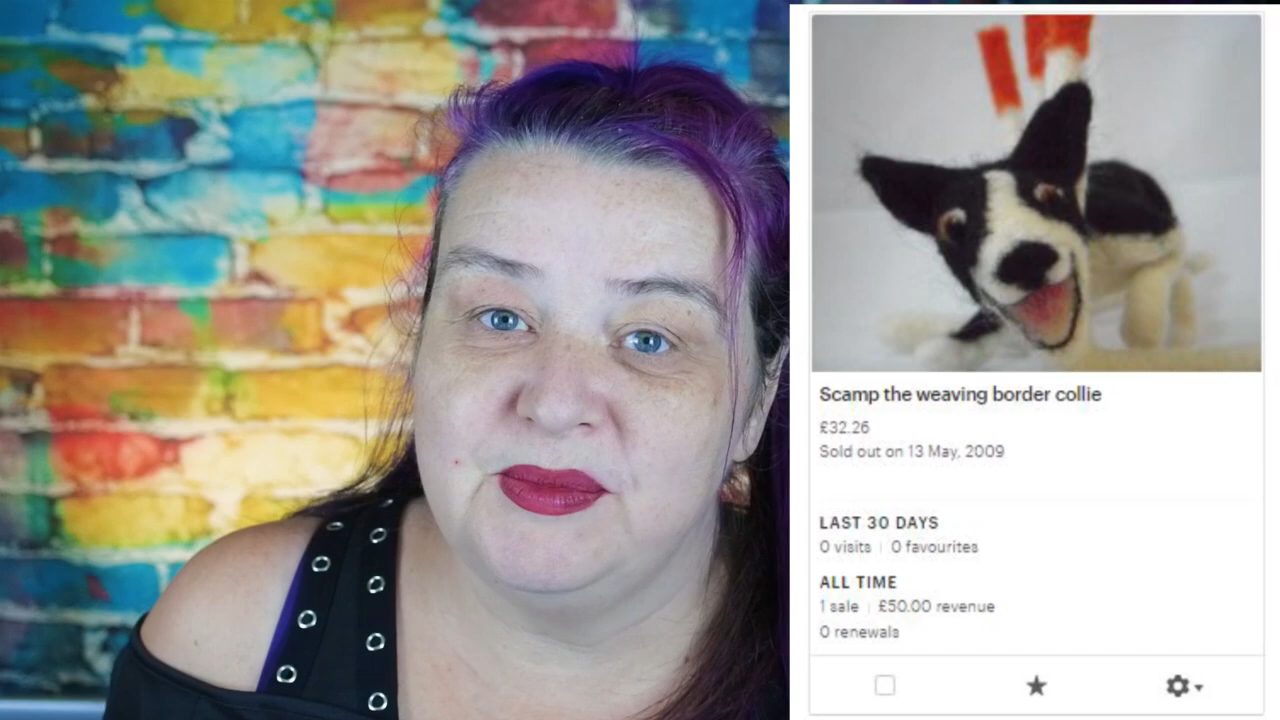 Scamp the weaving border collie
£32.26
Sold out on 13 May, 2009
LAST 30 DAYS
0 visits | 0 favourites
ALL TIME
1 sale | £50.00 revenue
0 renewals